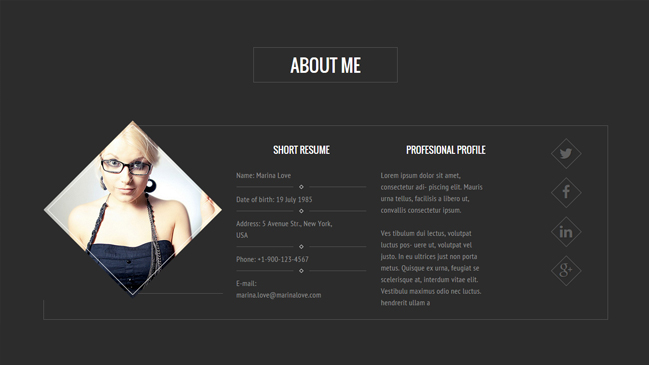 ABOUT ME
SHORT RESUME
Name: Marina Love
Date of birth: 19 July 1985
Address: 5 Avenue Str., New York,
USA
Phone: +1-900-123-4567
E-mail:
marina.love@marinalove.com
PROFESIONAL PROFILE
Lorem ipsum dolor sit amet,
consectetur adi- piscing elit. Mauris
urna tellus, facilisis a libero ut,
convallis consectetur ipsum.
Ves tibulum dui lectus, volutpat
luctus pos- uere ut, volutpat vel
justo. In eu ultrices just non porta
metus. Quisque ex urna, feugiat se
scelerisque at, interdum vitae elit.
Vestibulu maximus odio nec luctus.
hendrerit ullam a